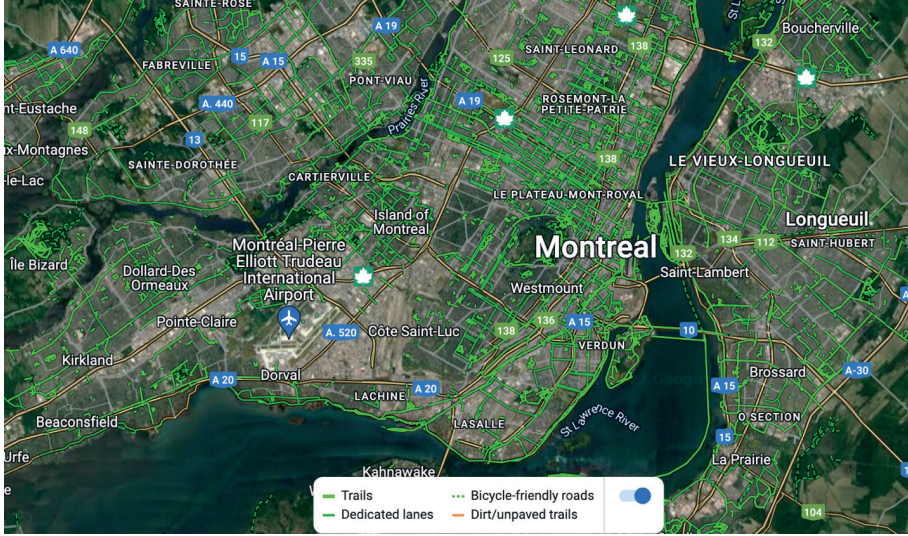 SAINTE-ROSE
St L
132
Boucherville
A 19
138
A 640
15
A 15
335
125
SAINT-LEONARD
FABREVILLE
PONT-VIAU
A. 440
A 19
ROSEMONT-LA
PETITE-PATRIE
nt-Eustache
117
Prairies River
148
13
x-Montagnes
138
SAINTE-DOROTHÉE
LE VIEUX-LONGUEUIL
-le-Lac
CARTIERVILLE
LE PLATEAU-MONT-ROYAL
Island of
Montreal
Longueuil
Montréal-Pierre
Elliott Trudeau
International
Airport
Montreal
134
112
SAINT-HUBERT
132
Île Bizard
Dollard-Des
Ormeaux
Saint-Lambert
Westmount
Pointe-Claire
A. 520
Côte Saint-Luc
138
136
A 15
10
VERDUN
Kirkland
Dorval
A 20
A 20
Brossard
A-30
A 15
LACHINE
Beaconsfield
LASALLE
St Lawrence River
O SECTION
15
Urfe
La Prairie
Kahnawake
e
104
Trails
Bicycle-friendly roads
Dedicated lanes
Dirt/unpaved trails